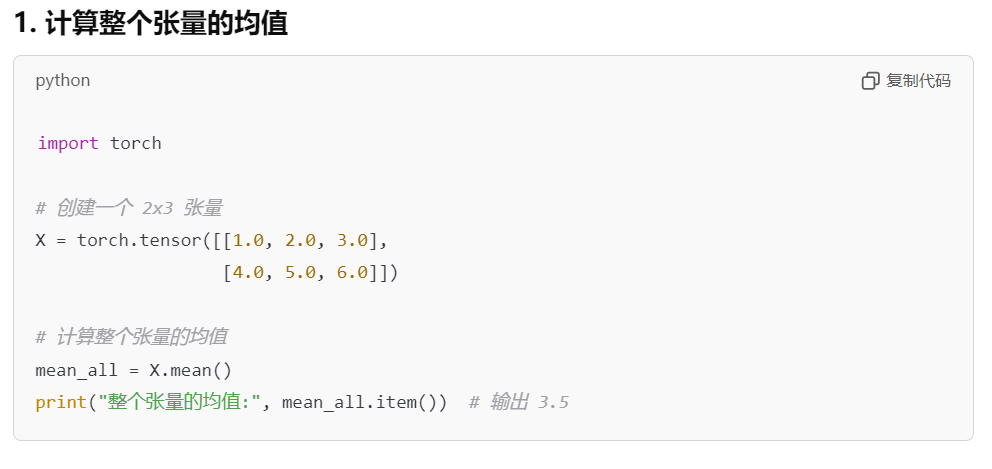 1. 计算整个张量的均值
python
复制代码
import torch
# 创建一个 2x3 张量
X = torch.tensor([[1.0, 2.0, 3.0],
                  [4.0, 5.0, 6.0]])
# 计算整个张量的均值
mean_all = X.mean()
print("整个张量的均值:", mean_all.item())  # 输出 3.5